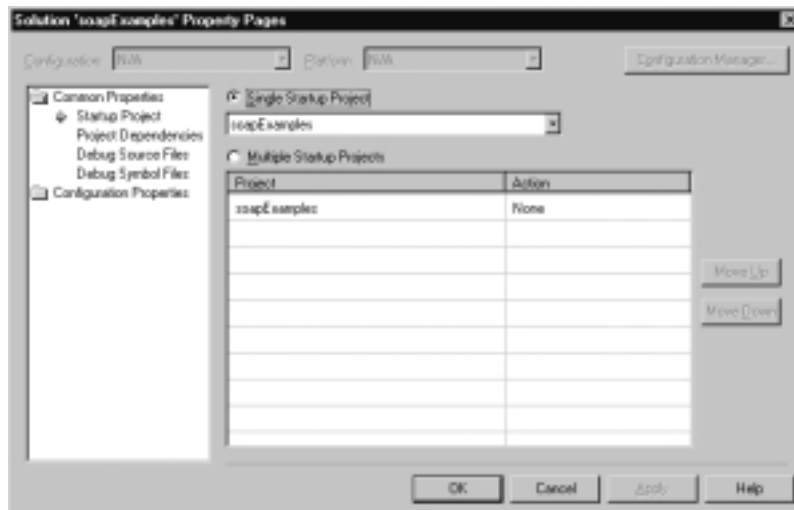 Solution 'soapExamples' Property Pages
Configuration: N/A Platform: N/A Configuration Manager...
Common Properties
Startup Project
Project Dependencies
Debug Source Files
Debug Symbol Files
Configuration Properties
Single Startup Project
soapExamples
Multiple Startup Projects
Project Action
soapExamples None
Move Up
Move Down
OK Cancel Apply Help